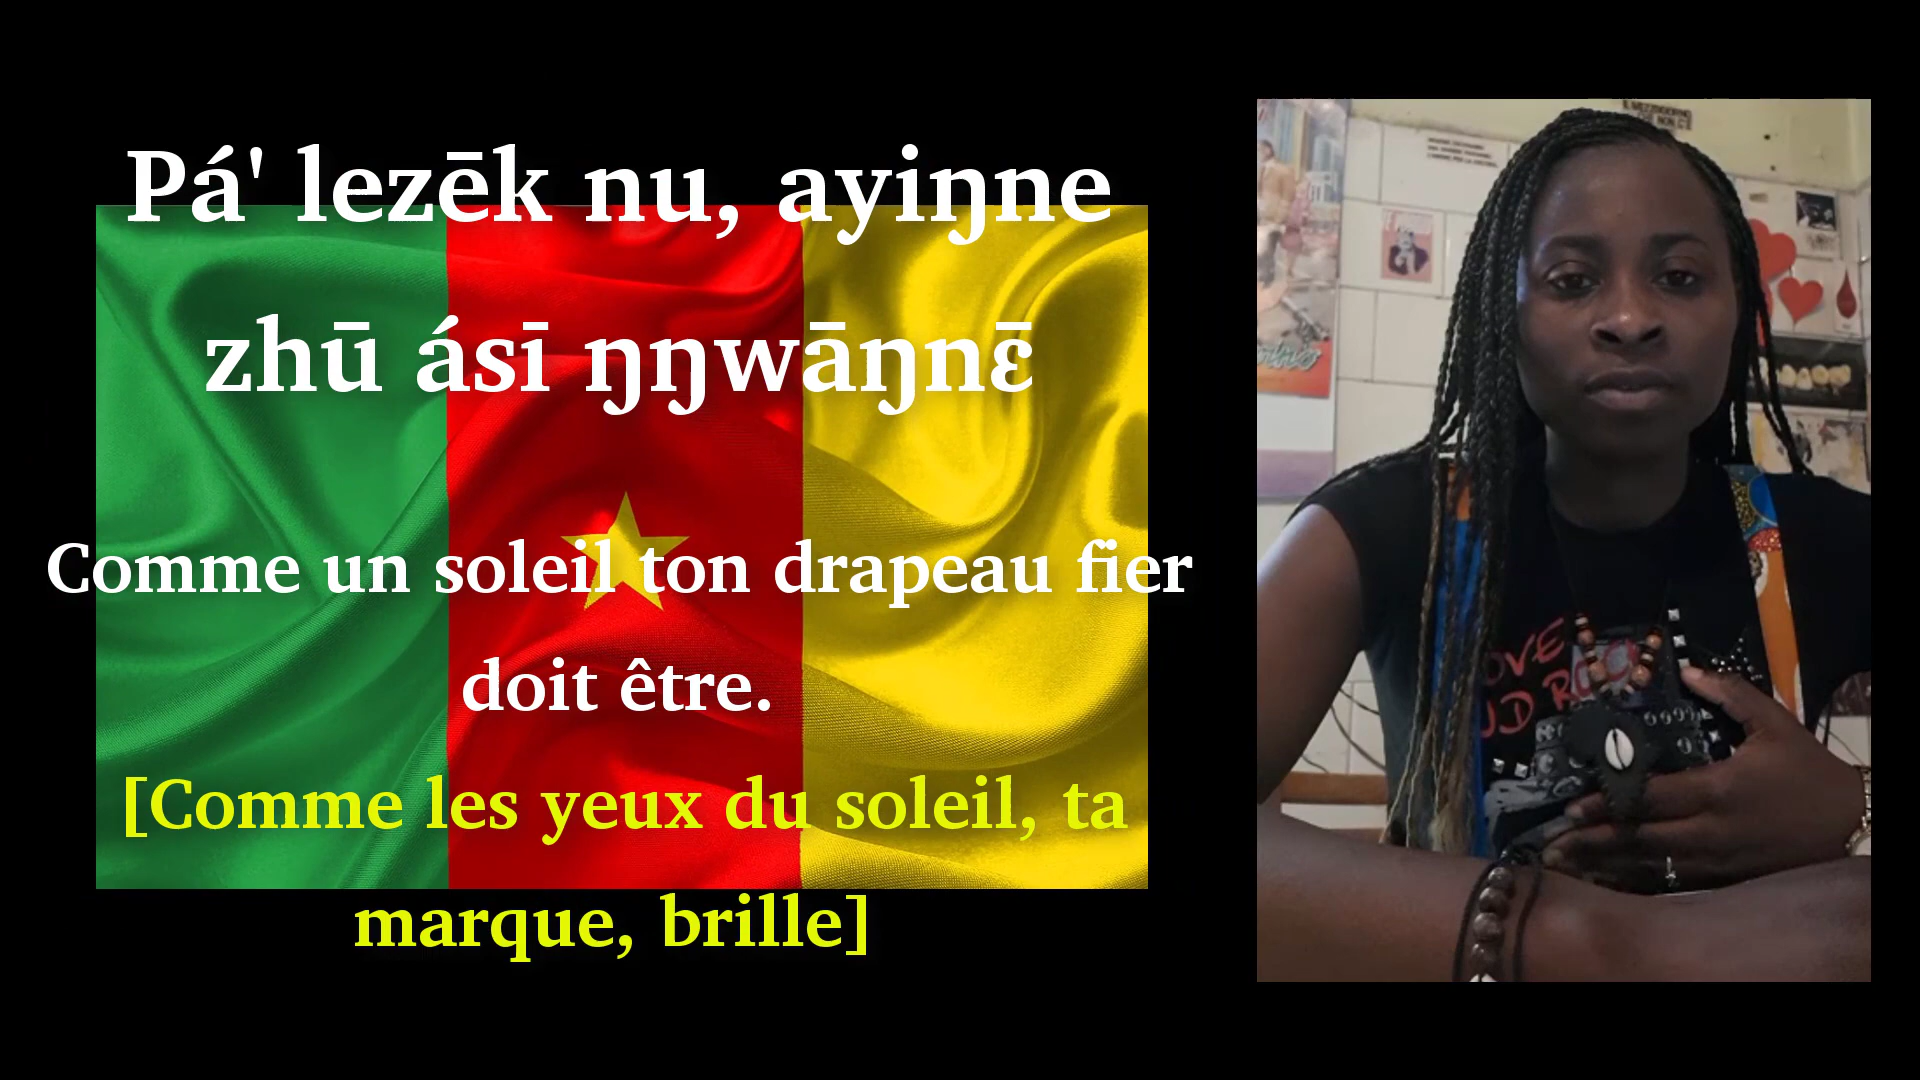 Pá' lezēk nu, ayiŋne
zhū ásī ŋŋwāŋnɛ̄
Comme un soleil ton drapeau fier
doit être.
[Comme les yeux du soleil, ta
marque, brille]